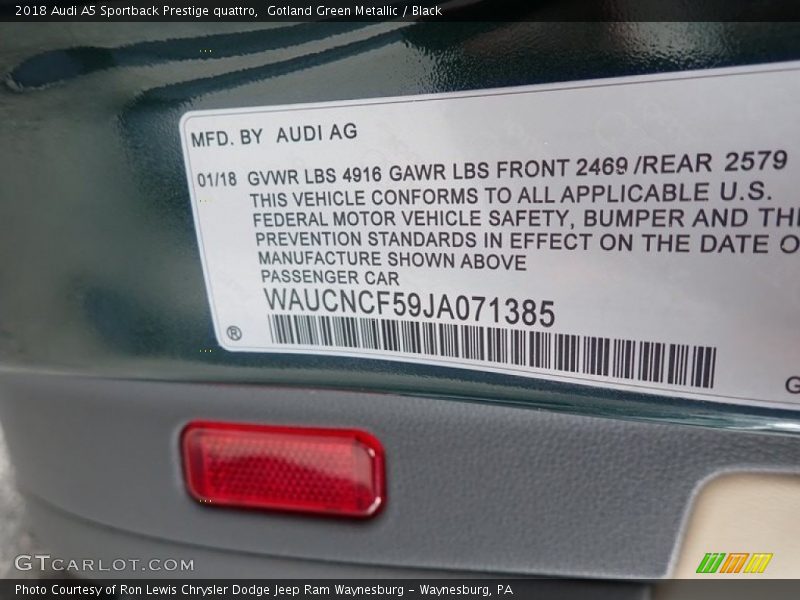 2018 Audi A5 Sportback Prestige quattro,  Gotland Green Metallic / Black
MFD. BY AUDI AG
01/18 GVWR LBS 4916 GAWR LBS FRONT 2469 /REAR 2579
THIS VEHICLE CONFORMS TO ALL APPLICABLE U.S.
FEDERAL MOTOR VEHICLE SAFETY, BUMPER AND
PREVENTION STANDARDS IN EFFECT ON THE DATE
MANUFACTURE SHOWN ABOVE
PASSENGER CAR
WAUCNCF59JA071385
®
GTCARLOT.COM
Photo Courtesy of Ron Lewis Chrysler Dodge Jeep Ram Waynesburg - Waynesburg, PA